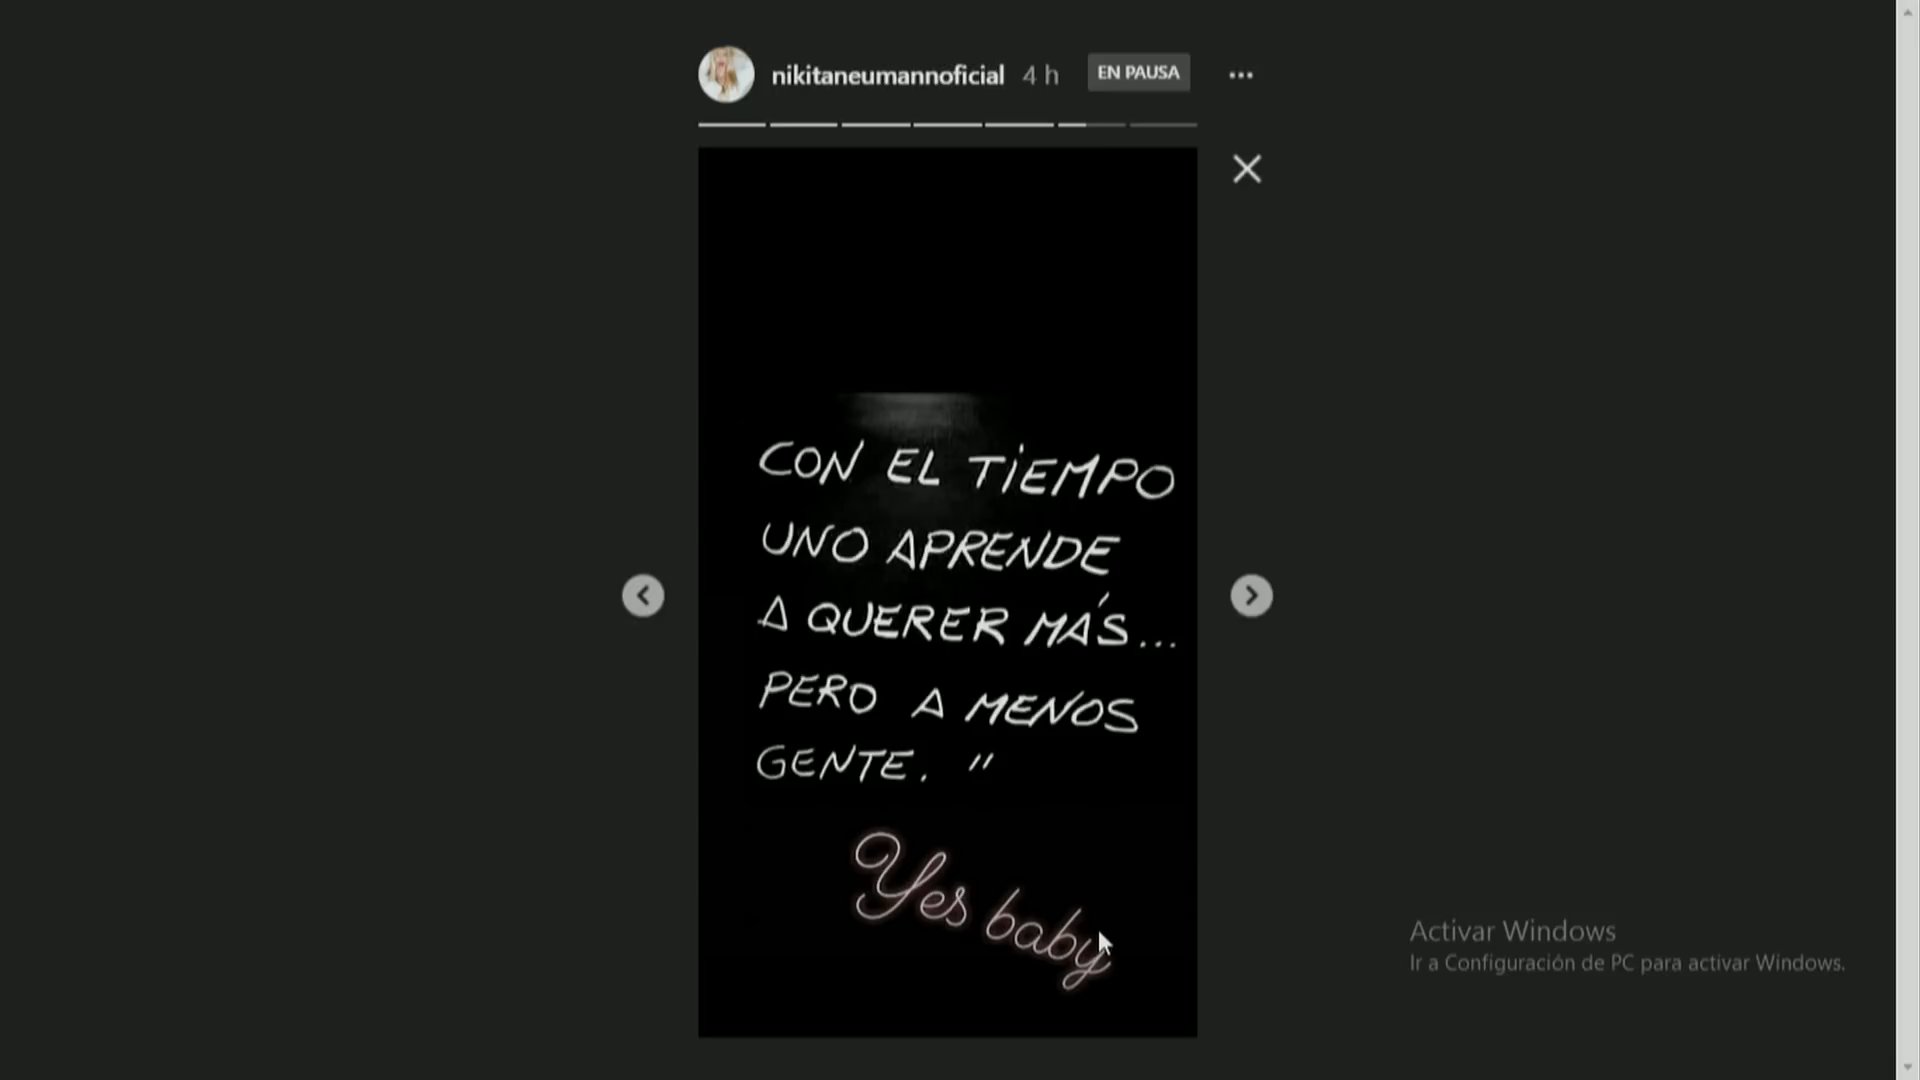 nikitaneumannoficial 4 h EN PAUSA
CON EL TIEMPO
UNO APRENDE
A QUERER MÁS...
PERO A MENOS
GENTE. "
Yes baby
Activar Windows
Ir a Configuración de PC para activar Windows.